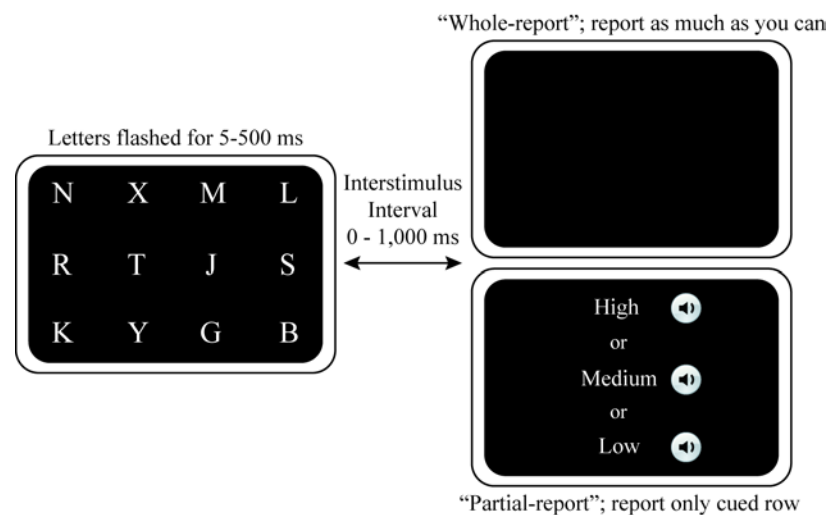 “Whole-report”; report as much as you can
Letters flashed for 5-500 ms
N X M L
R T J S
K Y G B
Interstimulus
Interval
0 - 1,000 ms
High
or
Medium
or
Low
“Partial-report”; report only cued row